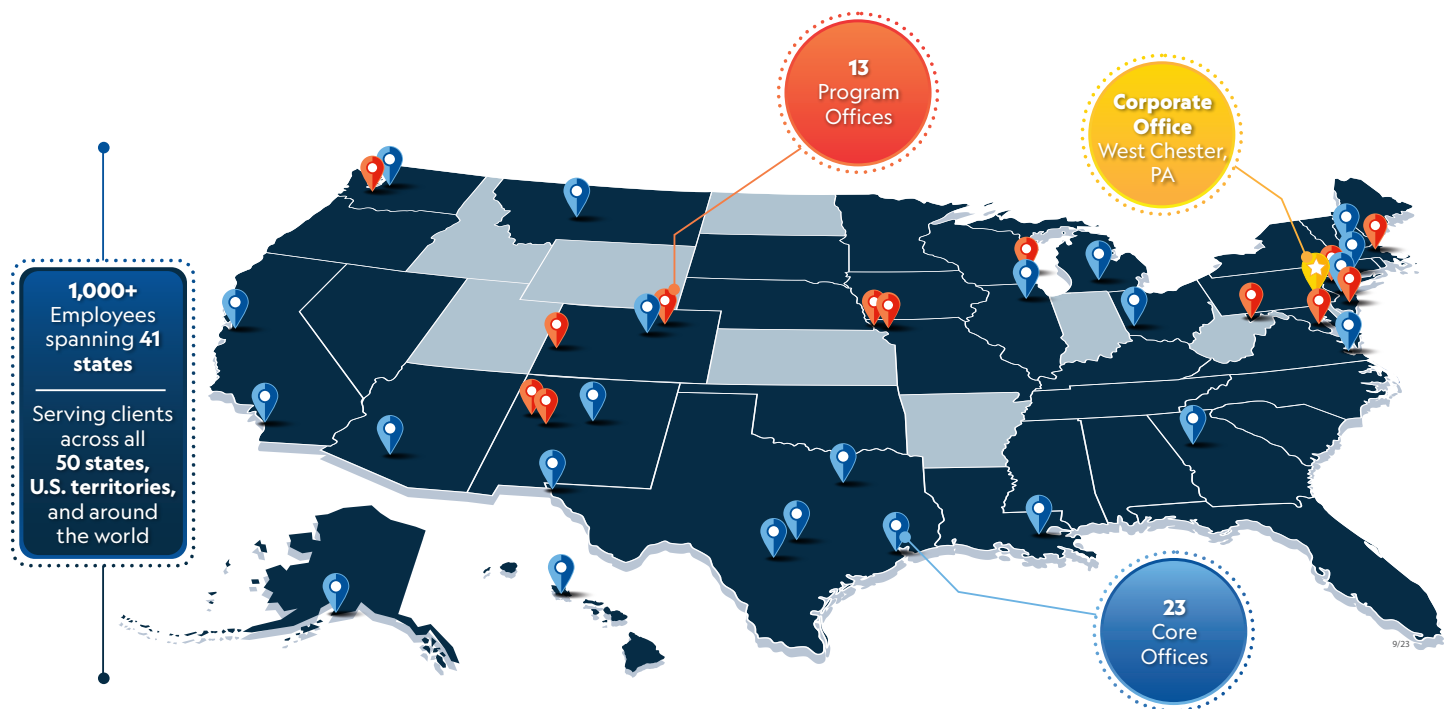 13
Program
Offices
Corporate
Office
West Chester,
PA
1,000+
Employees
spanning 41
states
Serving clients
across all
50 states,
U.S. territories,
and around
the world
23
Core
Offices
9/23